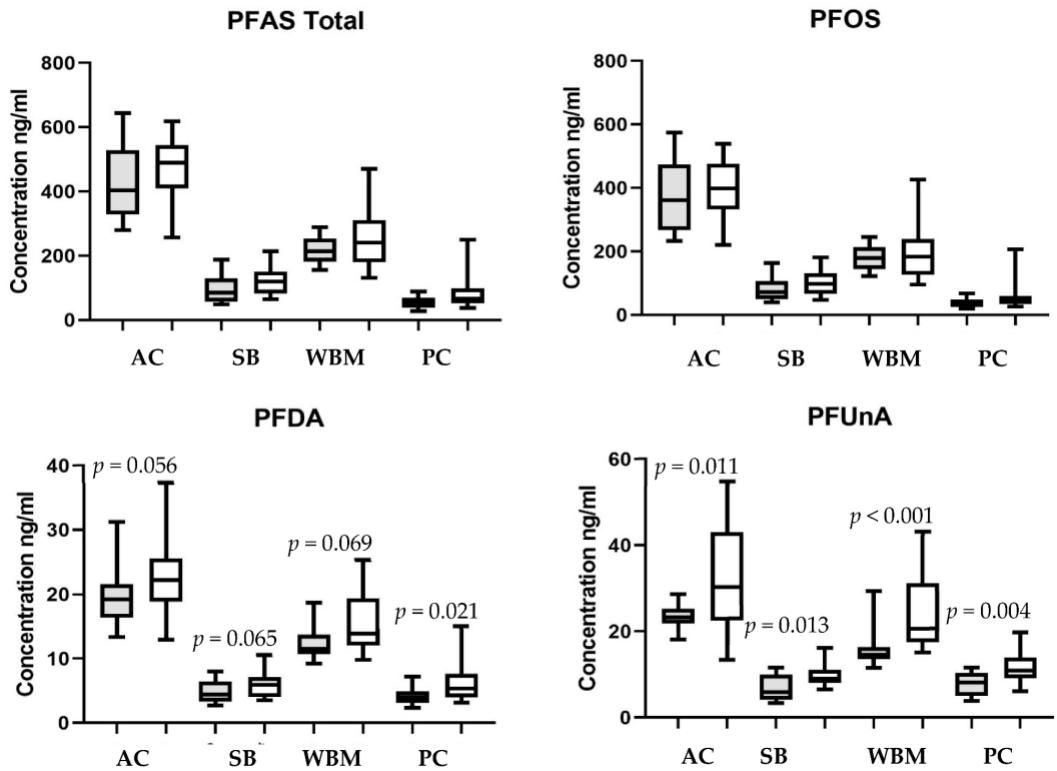 PFAS Total
Concentration ng/ml
800
600
400
200
0
AC SB WBM PC
PFOS
Concentration ng/ml
800
600
400
200
0
AC SB WBM PC
PFDA
Concentration ng/ml
40
30
20
10
0
p = 0.056
p = 0.065
p = 0.069
p = 0.021
AC SB WBM PC
PFUnA
Concentration ng/ml
60
40
20
0
p = 0.011
p = 0.013
p < 0.001
p = 0.004
AC SB WBM PC